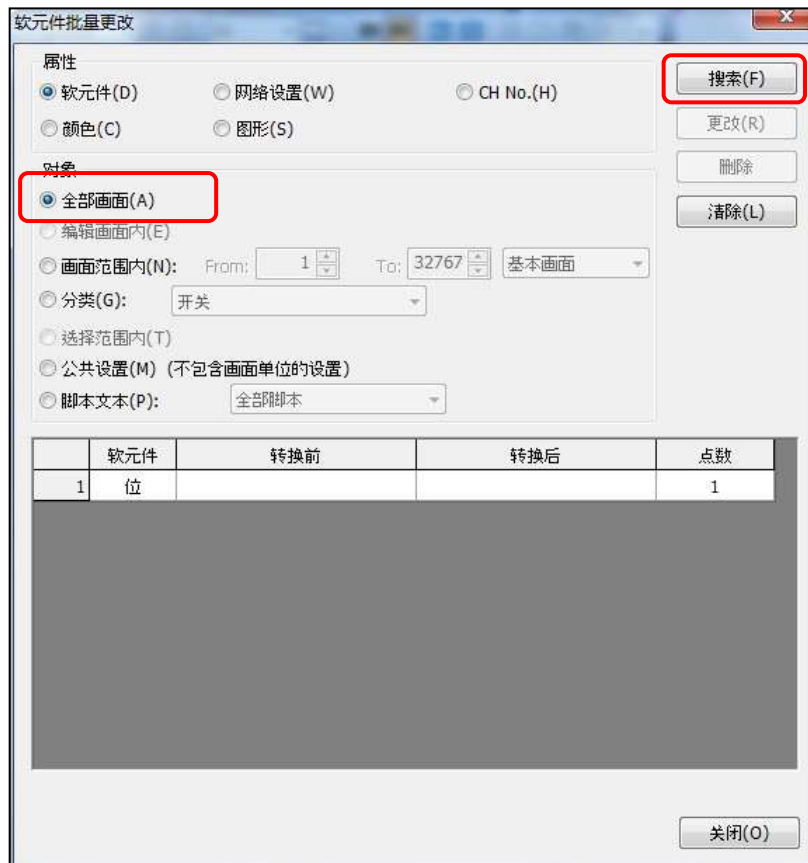 软元件批量更改
属性
软元件(D) 网络设置(W) CH No.(H)
颜色(C) 图形(S)
搜索(F)
更改(R)
删除
清除(L)
对象
全部画面(A)
编辑画面内(E)
画面范围内(N): From: 1 To: 32767 基本画面
分类(G): 开关
选择范围内(T)
公共设置(M) (不包含画面单位的设置)
脚本文本(P): 全部脚本
软元件 转换前 转换后 点数
1 位 1
关闭(O)